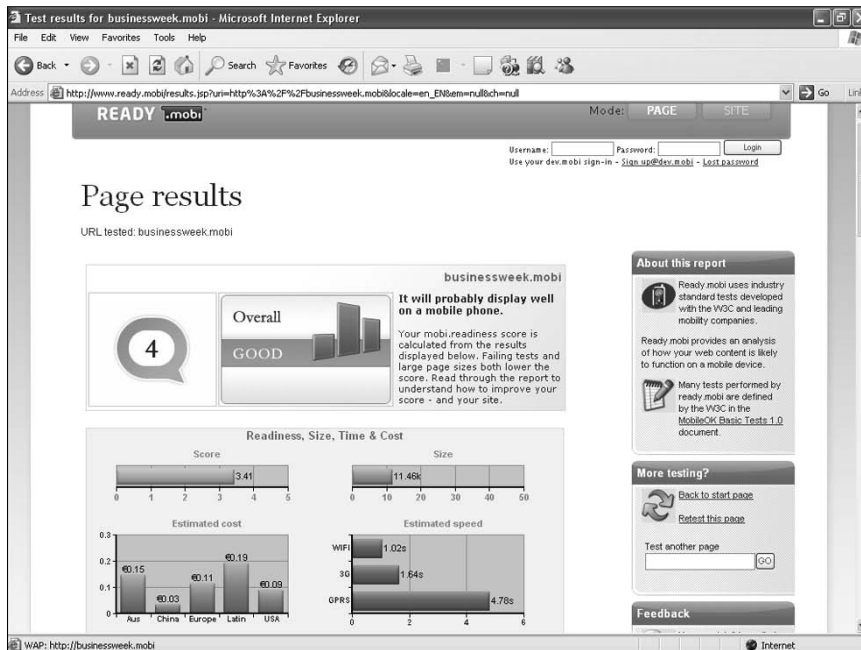 Test results for businessweek.mobi - Microsoft Internet Explorer
File Edit View Favorites Tools Help
Back Search Favorites
Address http://www.ready.mobi/results.jsp?uri=http%3A%2F%2Fbusinessweek.mobi&locale=en_EN&em=null&ch=null Go Lin
READY .mobi Mode: PAGE SITE
Username: Password: Login
Use your dev.mobi sign-in - Sign up@dev.mobi - Lost password
Page results
URL tested: businessweek.mobi
businessweek.mobi
4
Overall
GOOD
It will probably display well
on a mobile phone.
Your mobi.readiness score is
calculated from the results
displayed below. Failing tests and
large page sizes both lower the
score. Read through the report to
understand how to improve your
score - and your site.
Readiness, Size, Time & Cost
Score
3.41
0 1 2 3 4 5
Size
11.46k
0 10 20 30 40 50
Estimated cost
0.3
0.2
0.1
0
€0.15 €0.03 €0.11 €0.19 €0.09
Aus China Europe Latin USA
Estimated speed
WIFI 1.02s
3G 1.64s
GPRS 4.78s
0 2 4 6
About this report
Ready.mobi uses industry
standard tests developed
with the W3C and leading
mobility companies.
Ready.mobi provides an analysis
of how your web content is likely
to function on a mobile device.
Many tests performed by
ready.mobi are defined
by the W3C in the
MobileOK Basic Tests 1.0
document.
More testing?
Back to start page
Retest this page
Test another page
GO
Feedback
WAP: http://businessweek.mobi Internet